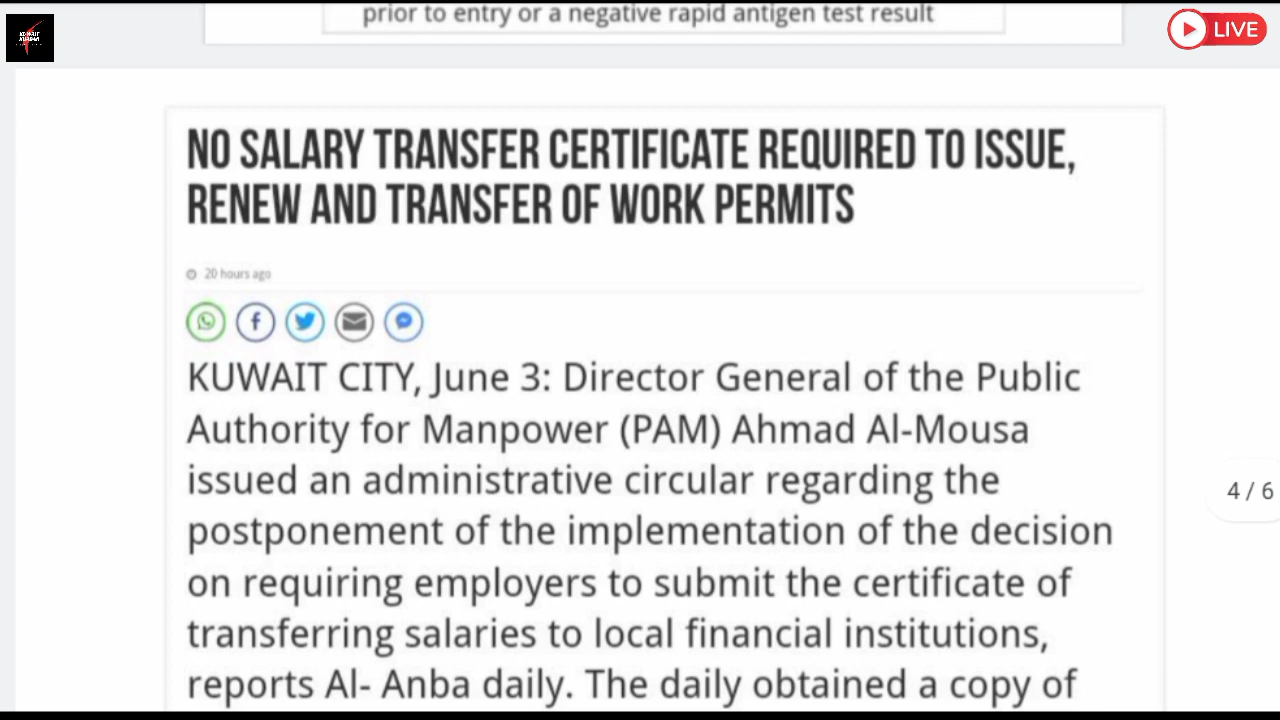 prior to entry or a negative rapid antigen test result
LIVE
NO SALARY TRANSFER CERTIFICATE REQUIRED TO ISSUE,
RENEW AND TRANSFER OF WORK PERMITS
20 hours ago
KUWAIT CITY, June 3: Director General of the Public
Authority for Manpower (PAM) Ahmad Al-Mousa
issued an administrative circular regarding the
4 / 6
postponement of the implementation of the decision
on requiring employers to submit the certificate of
transferring salaries to local financial institutions,
reports Al- Anba daily. The daily obtained a copy of